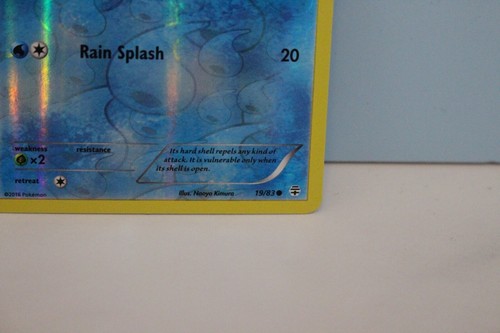 Rain Splash 20
weakness resistance
×2
Its hard shell repels any kind of
attack. It is vulnerable only when
its shell is open.
retreat
©2016 Pokémon
Illus. Hooyo Kimura
19/83